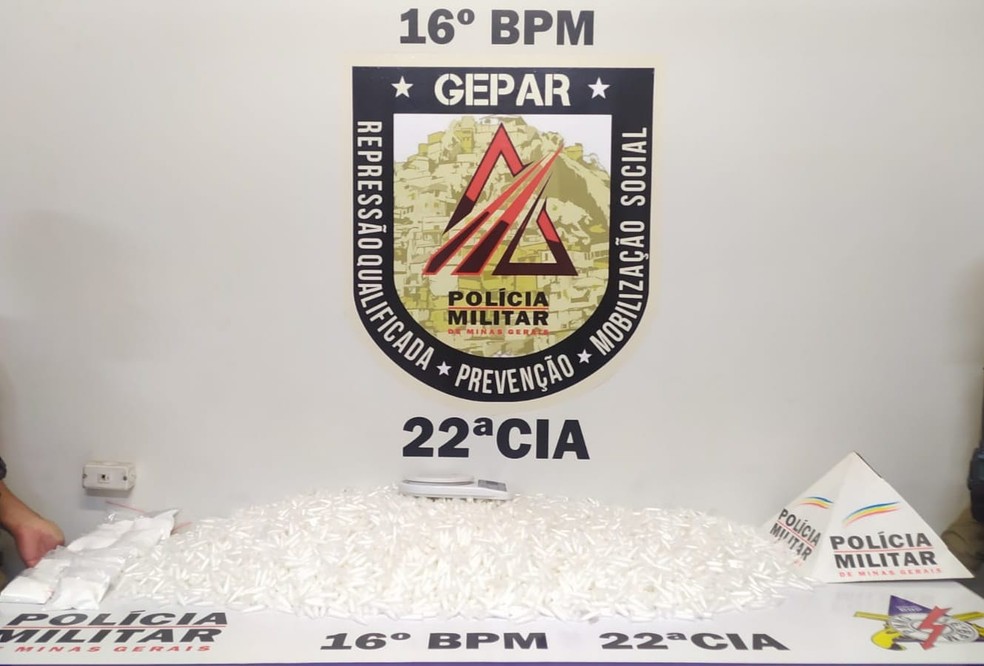 16º BPM
GEPAR
REPRESSÃO QUALIFICADA ★ PREVENÇÃO ★ MOBILIZAÇÃO SOCIAL
POLÍCIA
MILITAR
DE MINAS GERAIS
22ªCIA
POLÍCIA
MILITAR
POLÍCIA
MILITAR
DE MINAS GERAIS
POLÍCIA
MILITAR
MINAS GERAIS
16º BPM 22ªCIA